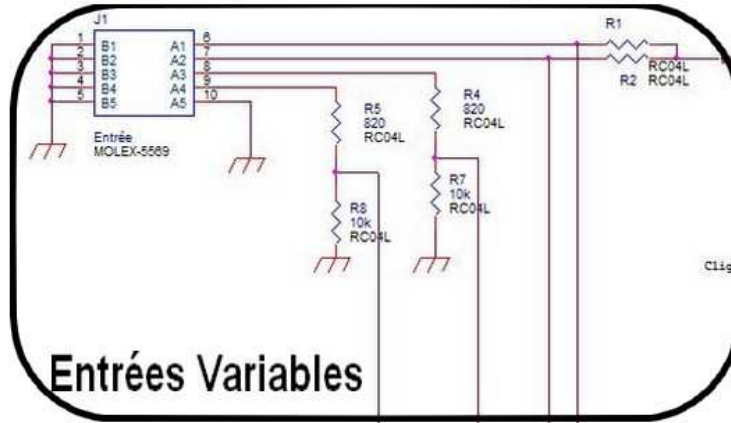 J1
1 B1 A1 6
2 B2 A2 7
3 B3 A3 8
4 B4 A4 9
5 B5 A5 10
Entrée
MOLEX-5569
R1
RC04L
R2 RC04L
R5
820
RC04L
R4
820
RC04L
R8
10k
RC04L
R7
10k
RC04L
Clig
Entrées Variables